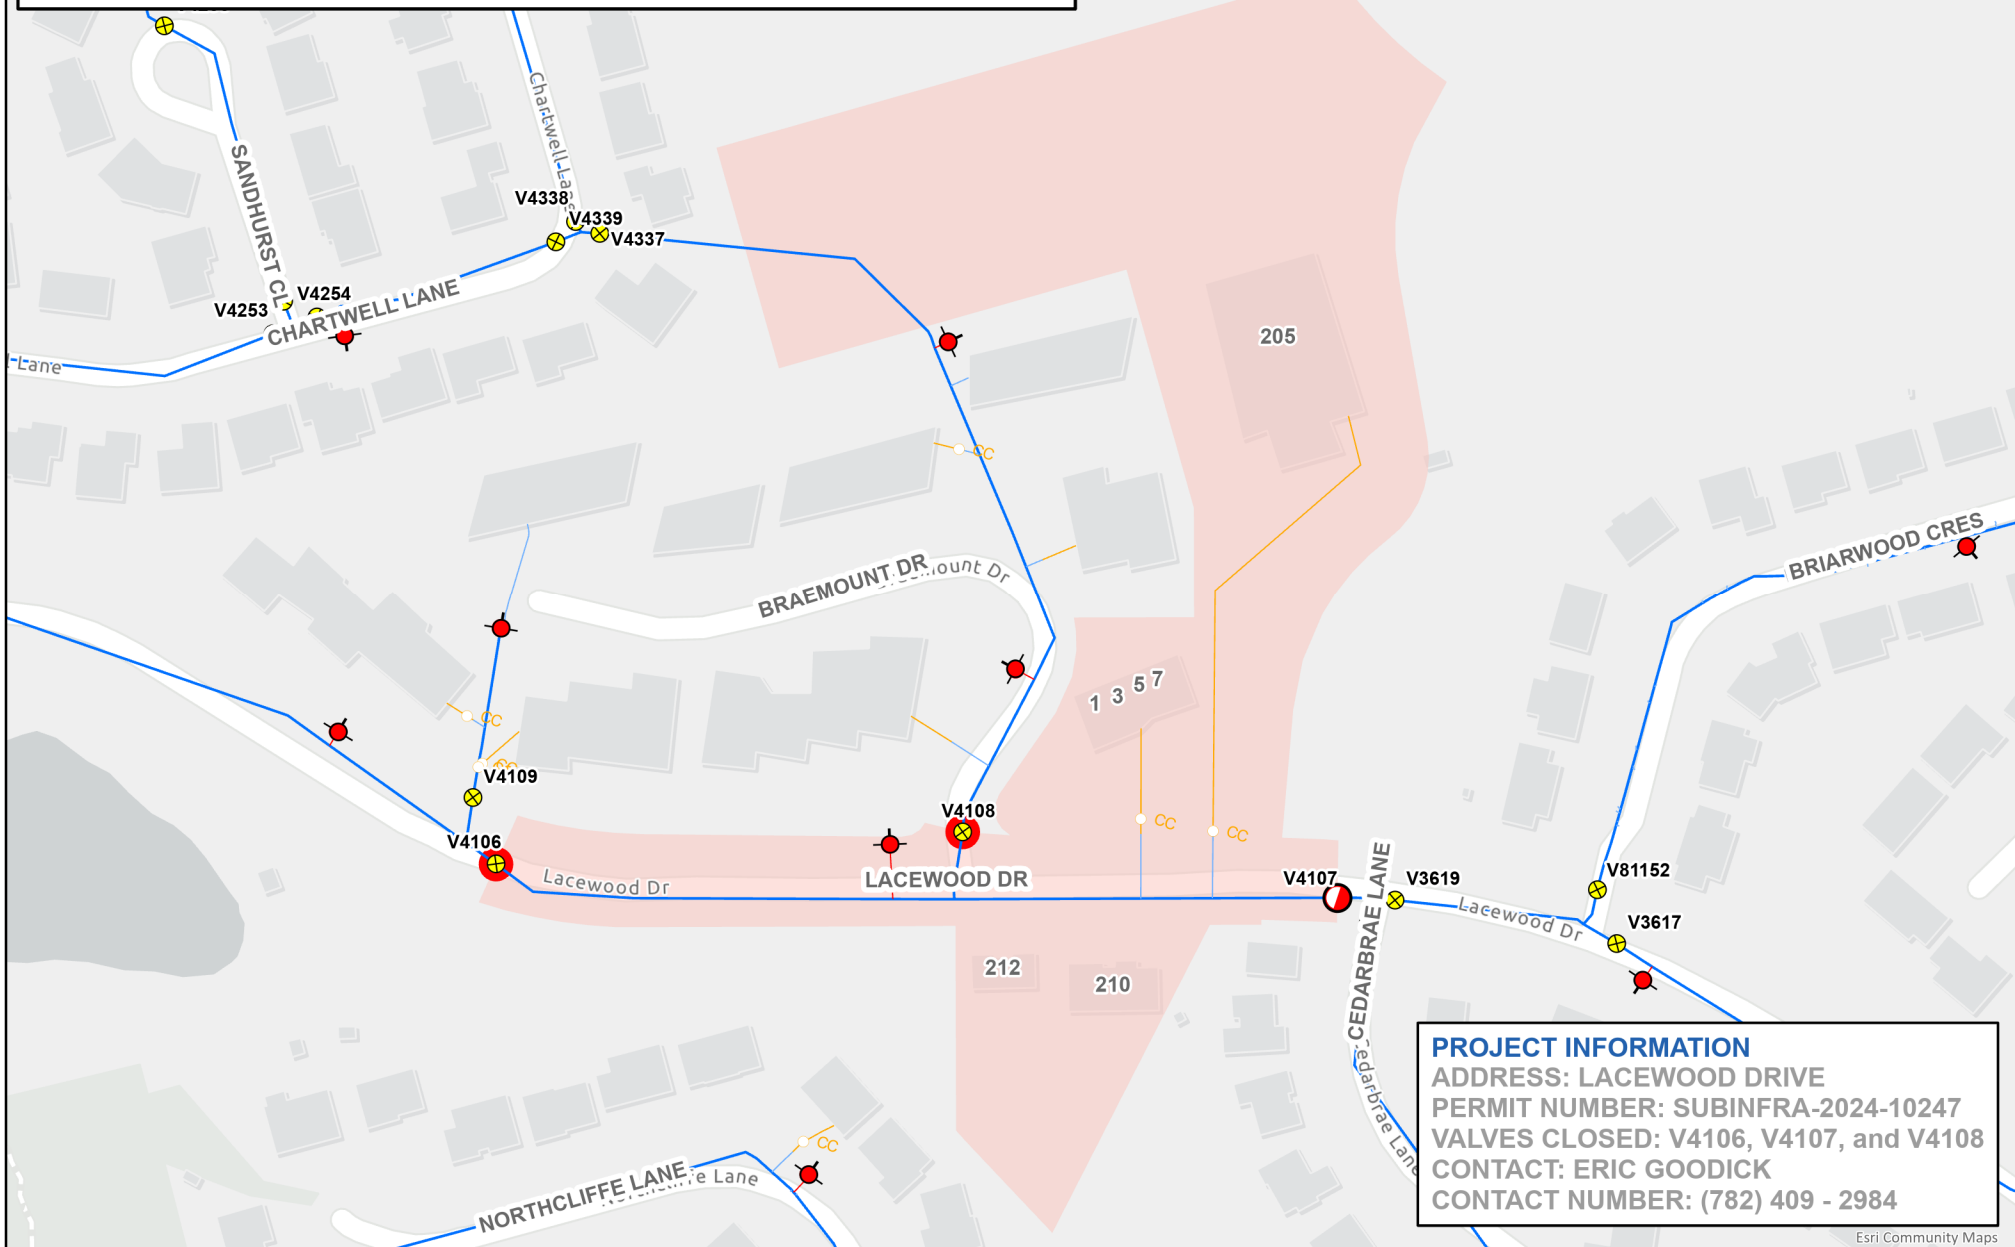 Chartwell Lane
SANDHURST CL
V4338
V4339
V4337
V4254
V4253
CHARTWELL LANE
Lane
205
CC
BRIARWOOD CRES
BRAEMOUNT DR
mount Dr
1 3 5 7
CC
CC
V4109
V4108
CC
CC
V4106
Lacewood Dr
LACEWOOD DR
V4107
CEDARBRAE LANE
V3619
V81152
Lacewood Dr
V3617
212
210
Cedarbrae Lane
CC
NORTHCLIFFE LANE
Lane
PROJECT INFORMATION
ADDRESS: LACEWOOD DRIVE
PERMIT NUMBER: SUBINFRA-2024-10247
VALVES CLOSED: V4106, V4107, and V4108
CONTACT: ERIC GOODICK
CONTACT NUMBER: (782) 409 - 2984
Esri Community Maps